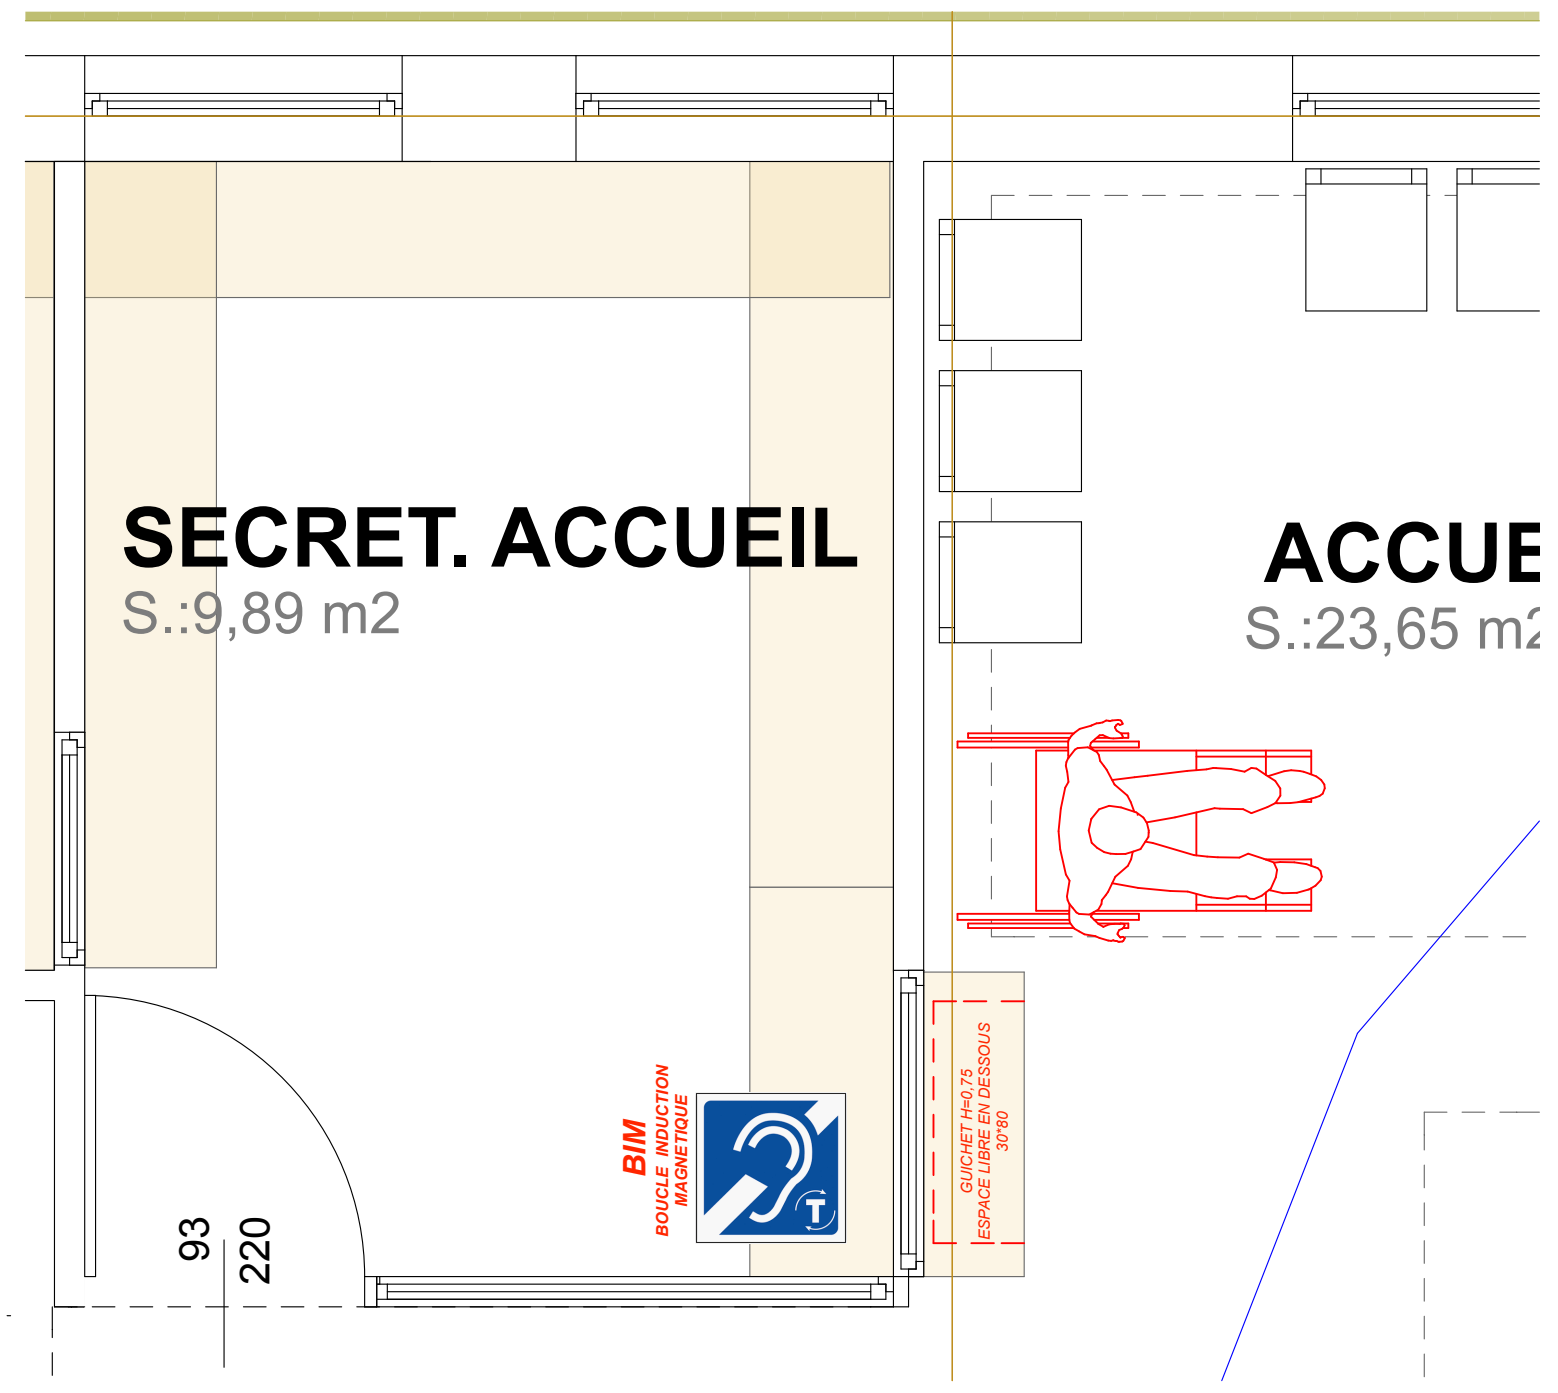 SECRET. ACCUEIL
S.:9,89 m2
ACCUE
S.:23,65 m2
BIM
BOUCLE INDUCTION
MAGNETIQUE
T
GUICHET H=0,75
ESPACE LIBRE EN DESSOUS
30*80
93
220